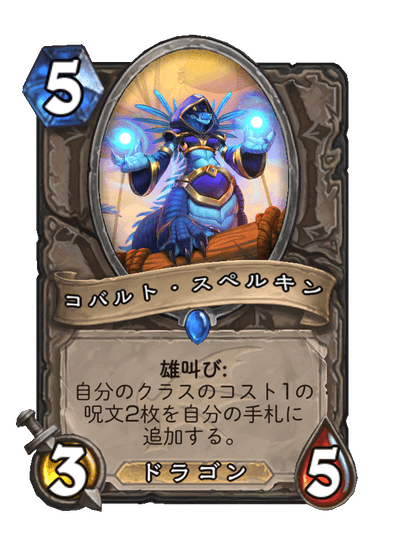 5
コバルト・スペルキン
雄叫び:
自分のクラスのコスト1の
呪文2枚を自分の手札に
追加する。
3
ドラゴン
5